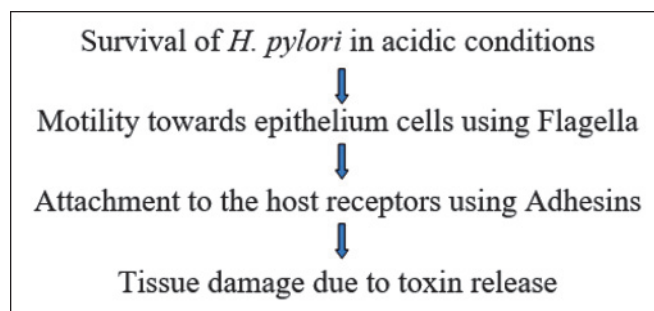 Survival of H. pylori in acidic conditions
Motility towards epithelium cells using Flagella
Attachment to the host receptors using Adhesins
Tissue damage due to toxin release